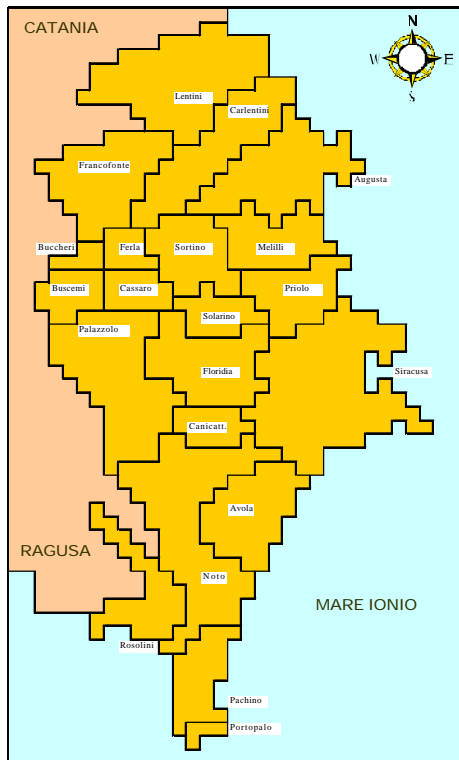 CATANIA
N
W E
S
Lentini
Carlentini
Francofonte
Augusta
Buccheri
Ferla
Sortino
Melilli
Buscemi
Cassaro
Priolo
Solarino
Palazzolo
Floridia
Siracusa
Canicatt.
Avola
RAGUSA
Noto
MARE IONIO
Rosolini
Pachino
Portopalo